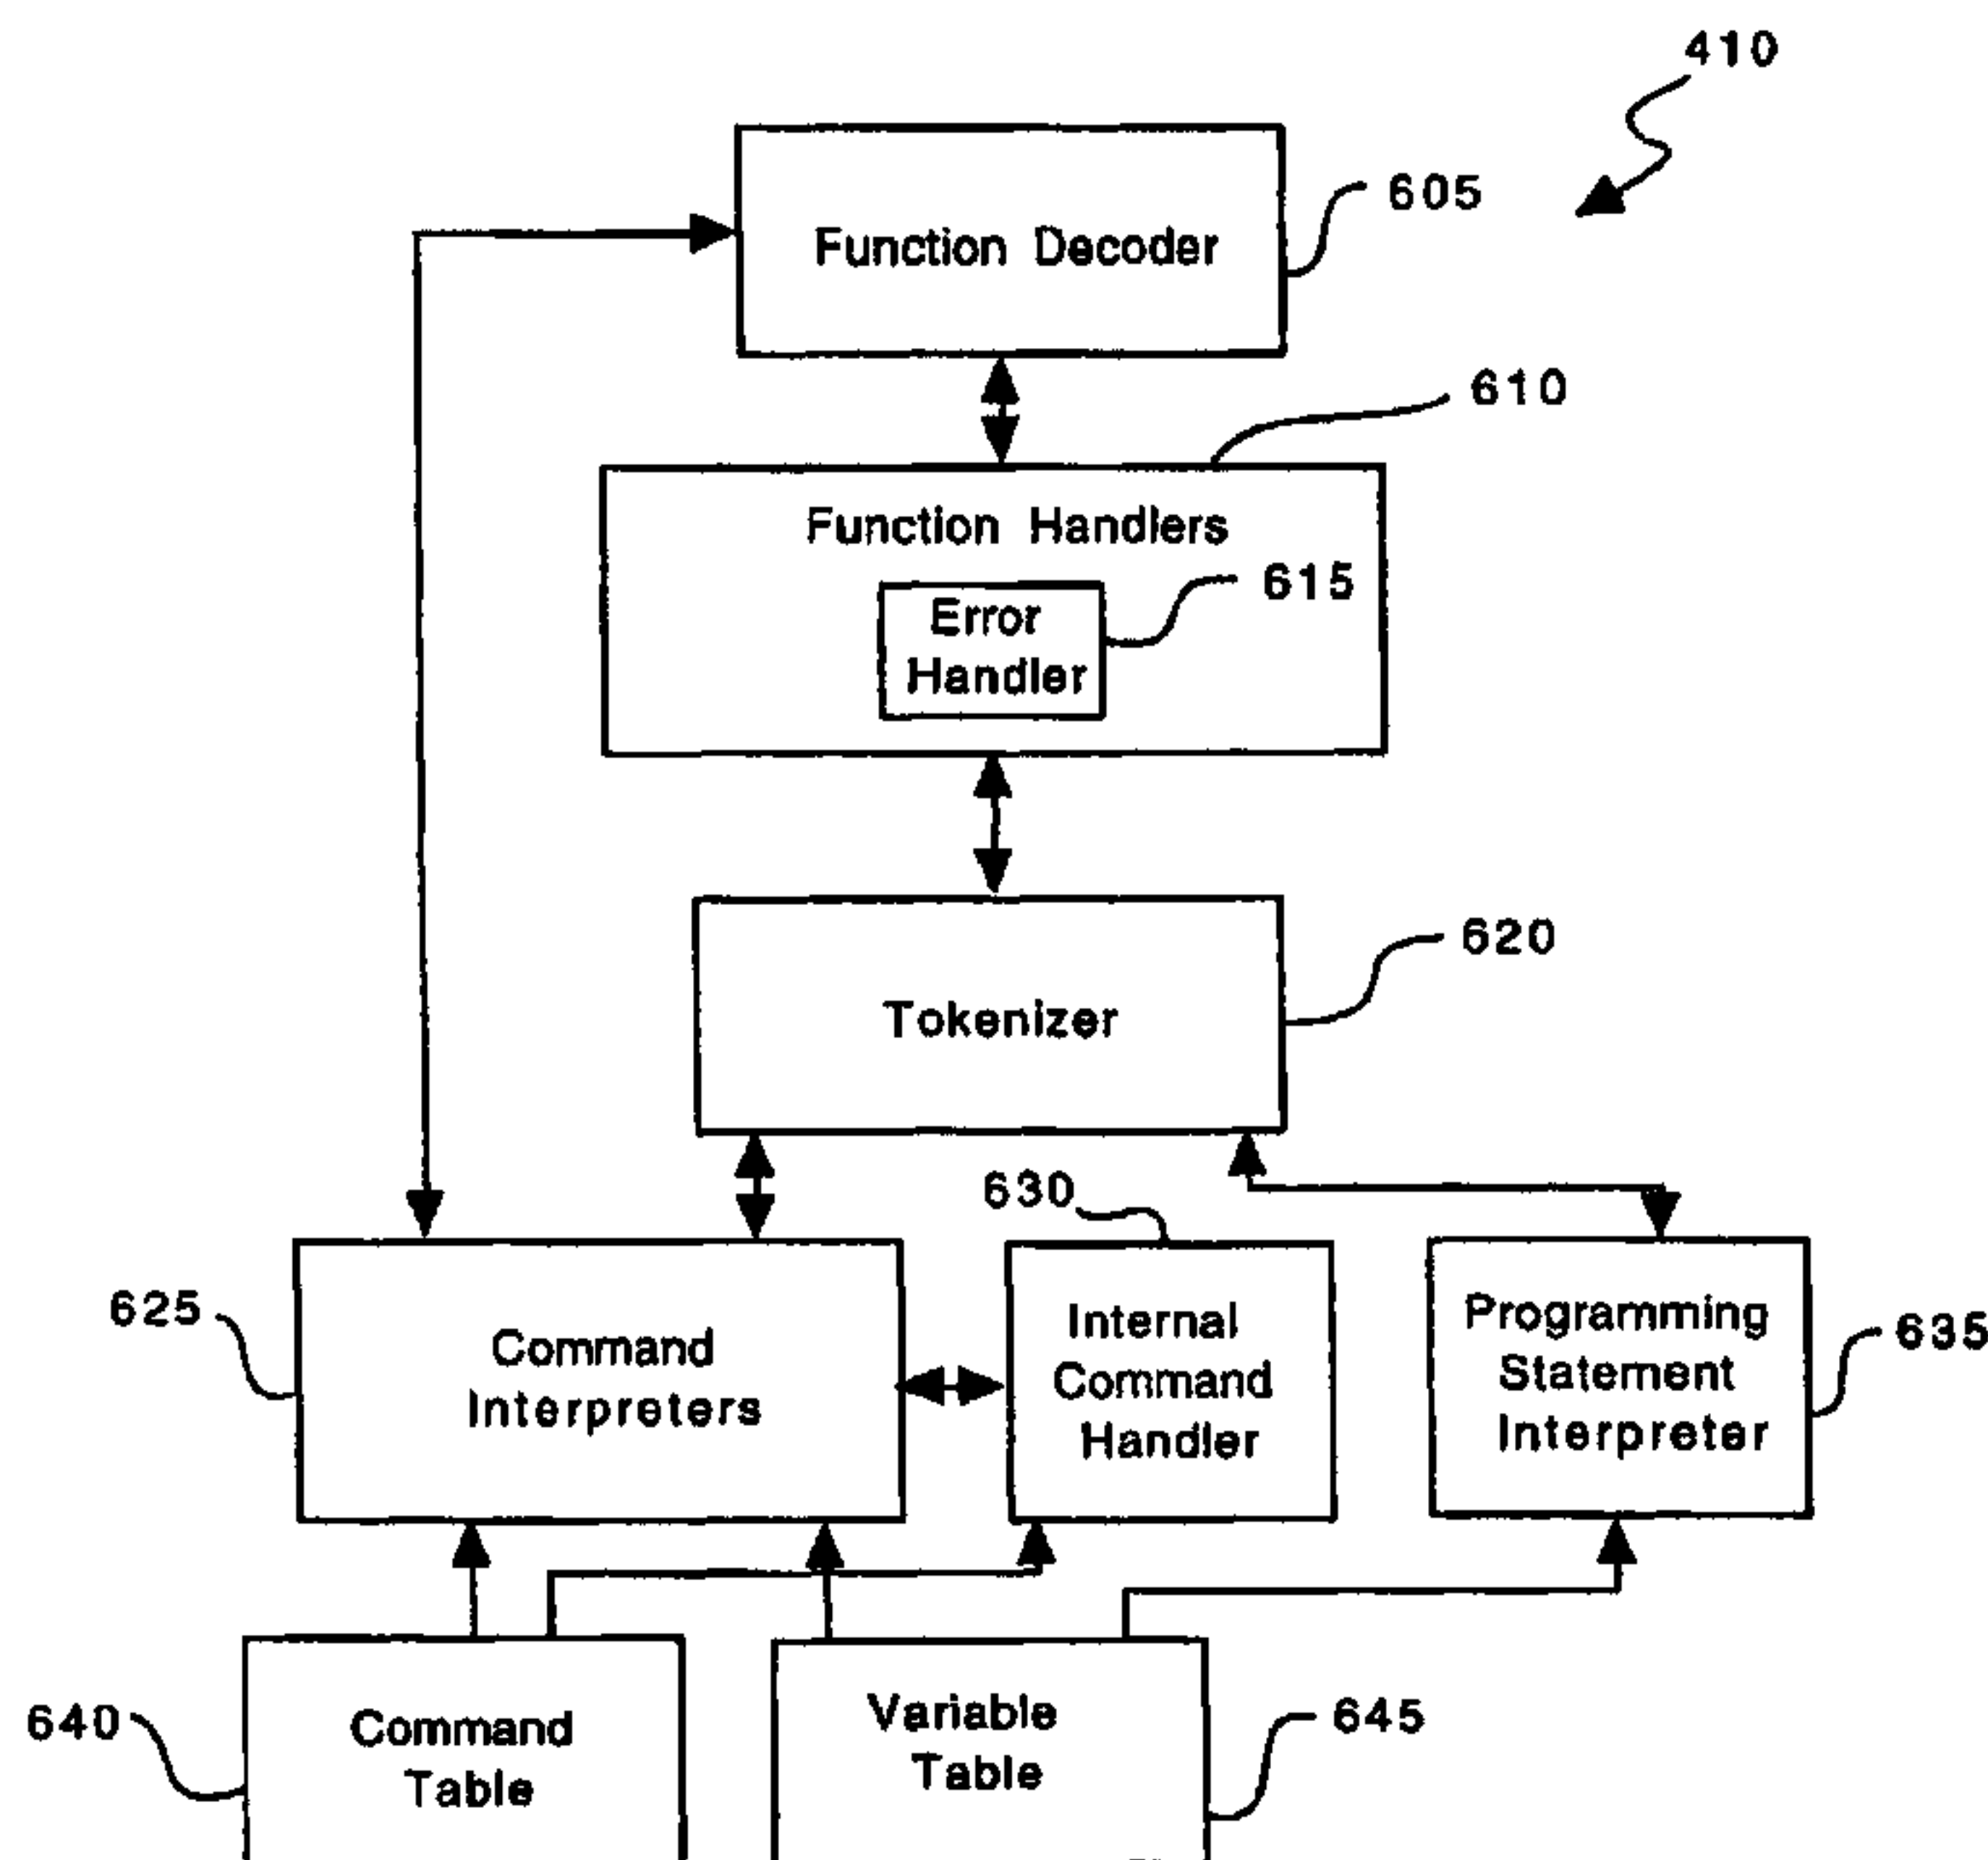 410
Function Decoder
605
610
Function Handlers
615
Error
Handler
620
Tokenizer
630
625
Command
Interpreters
Internal
Command
Handler
Programming
Statement
Interpreter
635
640
Command
Table
Variable
Table
645